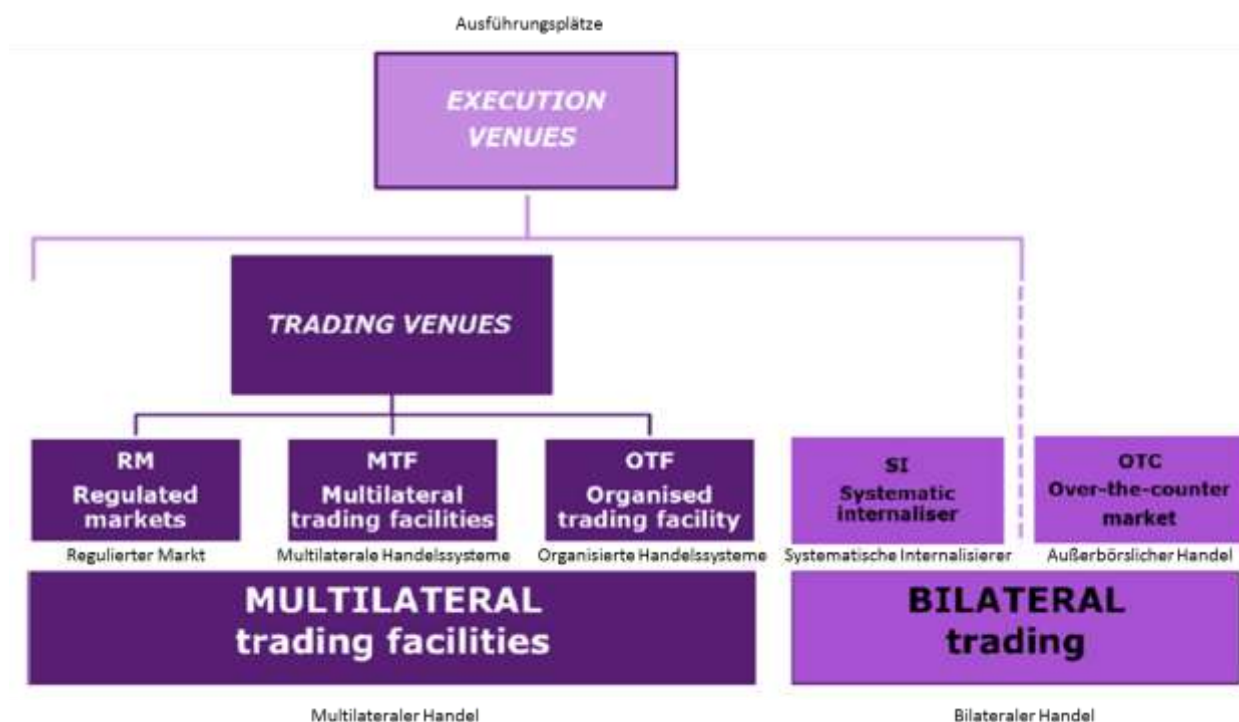 Ausführungsplätze
EXECUTION
VENUES
TRADING VENUES
RM
Regulated
markets
MTF
Multilateral
trading facilities
OTF
Organised
trading facility
SI
Systematic
internaliser
OTC
Over-the-counter
market
Regulierter Markt
Multilaterale Handelssysteme
Organisierte Handelssysteme
Systematische Internalisierer
Außerbörslicher Handel
MULTILATERAL
trading facilities
BILATERAL
trading
Multilateraler Handel
Bilateraler Handel